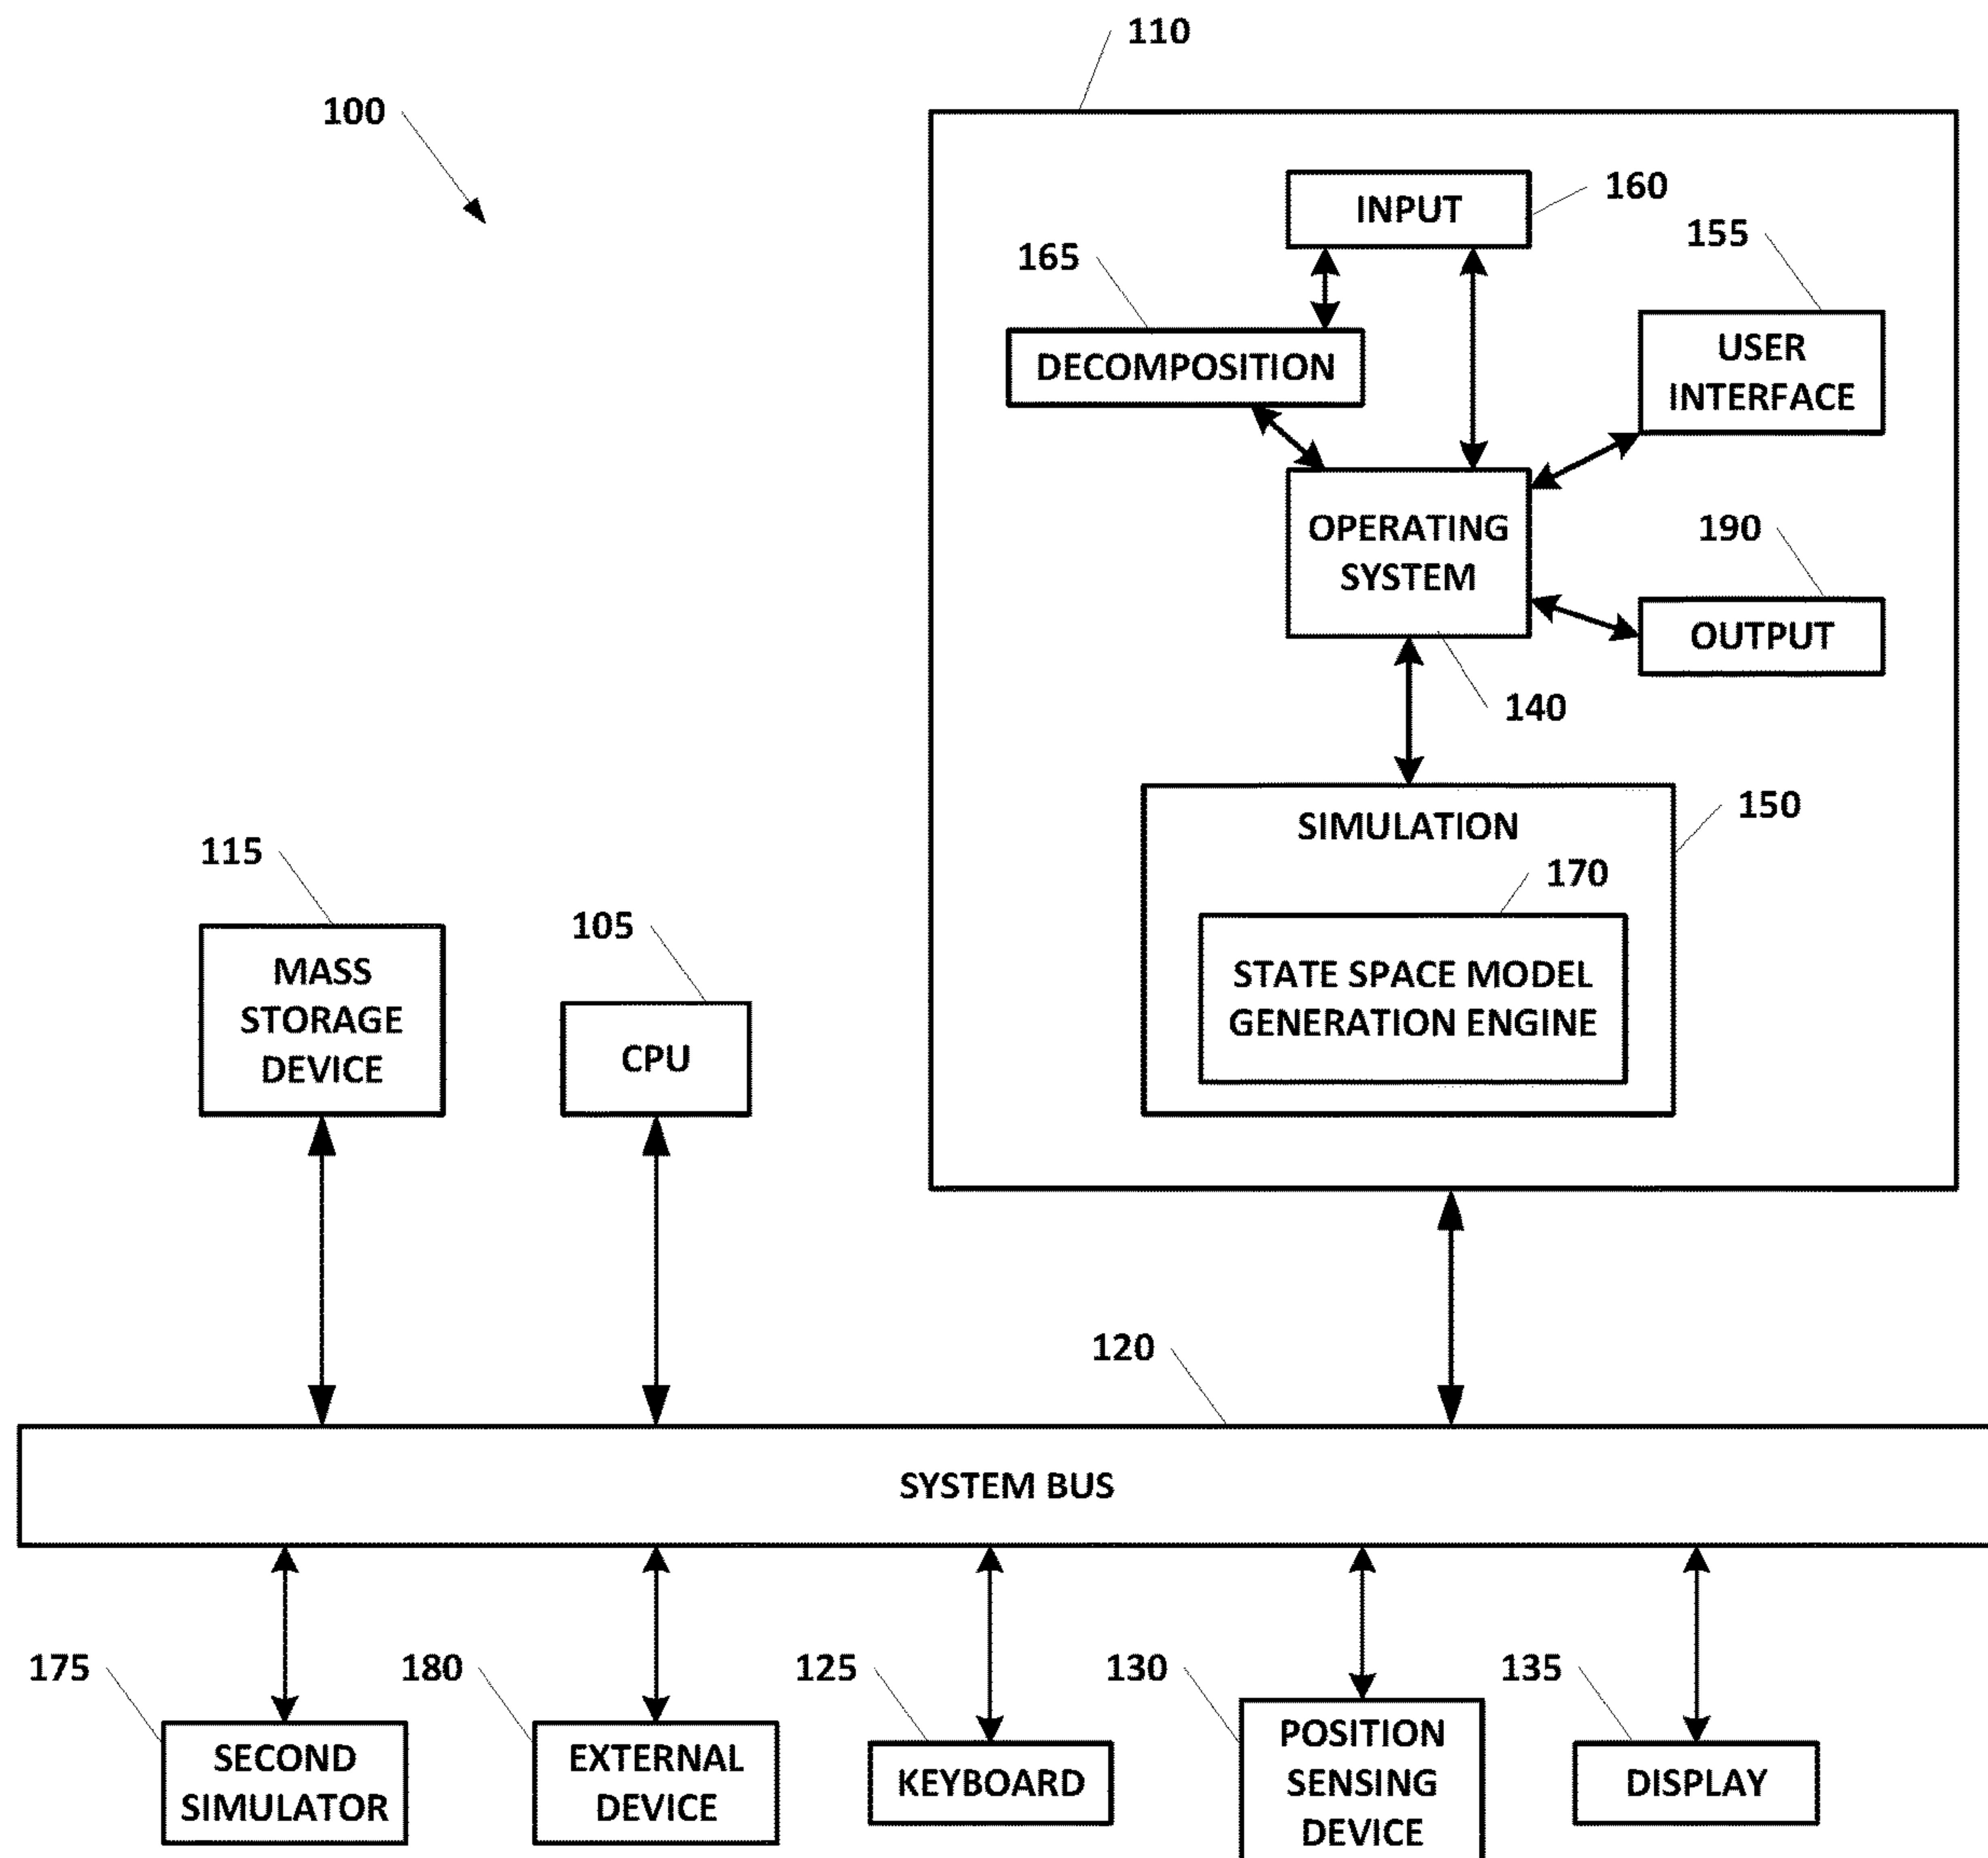 110
100
INPUT
160
155
165
DECOMPOSITION
USER
INTERFACE
OPERATING
SYSTEM
190
OUTPUT
140
SIMULATION
150
170
STATE SPACE MODEL
GENERATION ENGINE
115
MASS
STORAGE
DEVICE
105
CPU
120
SYSTEM BUS
175
SECOND
SIMULATOR
180
EXTERNAL
DEVICE
125
KEYBOARD
130
POSITION
SENSING
DEVICE
135
DISPLAY